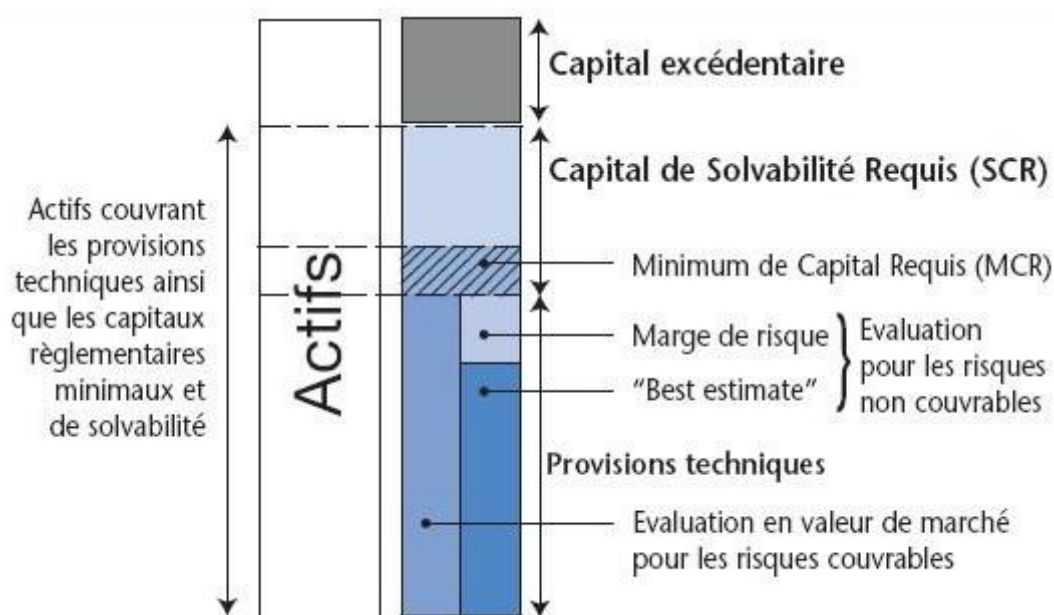 Capital excédentaire
Capital de Solvabilité Requis (SCR)
Actifs couvrant
les provisions
techniques ainsi
que les capitaux
règlementaires
minimaux et
de solvabilité
Actifs
Minimum de Capital Requis (MCR)
Marge de risque
"Best estimate"
Evaluation
pour les risques
non couvrables
Provisions techniques
Evaluation en valeur de marché
pour les risques couvrables